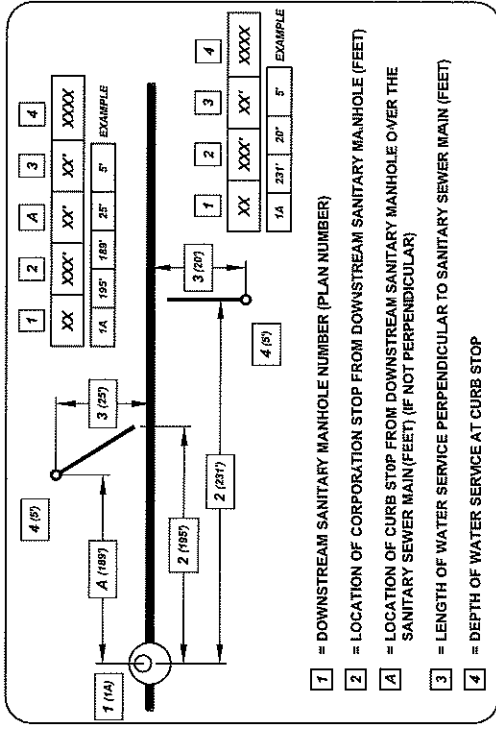 1 2 A 3 4
XX XXX' XX' XX' XXXX
1A 195' 189' 25' 5' EXAMPLE
4 (5')
3 (25')
A (189')
2 (195')
1 (1A)
2 (231')
3 (20')
4 (5')
1 2 3 4
XX XXX' XX' XXXX
1A 231' 20' 5' EXAMPLE
1 = DOWNSTREAM SANITARY MANHOLE NUMBER (PLAN NUMBER)
2 = LOCATION OF CORPORATION STOP FROM DOWNSTREAM SANITARY MANHOLE (FEET)
A = LOCATION OF CURB STOP FROM DOWNSTREAM SANITARY MANHOLE OVER THE
SANITARY SEWER MAIN(FEET) (IF NOT PERPENDICULAR)
3 = LENGTH OF WATER SERVICE PERPENDICULAR TO SANITARY SEWER MAIN (FEET)
4 = DEPTH OF WATER SERVICE AT CURB STOP